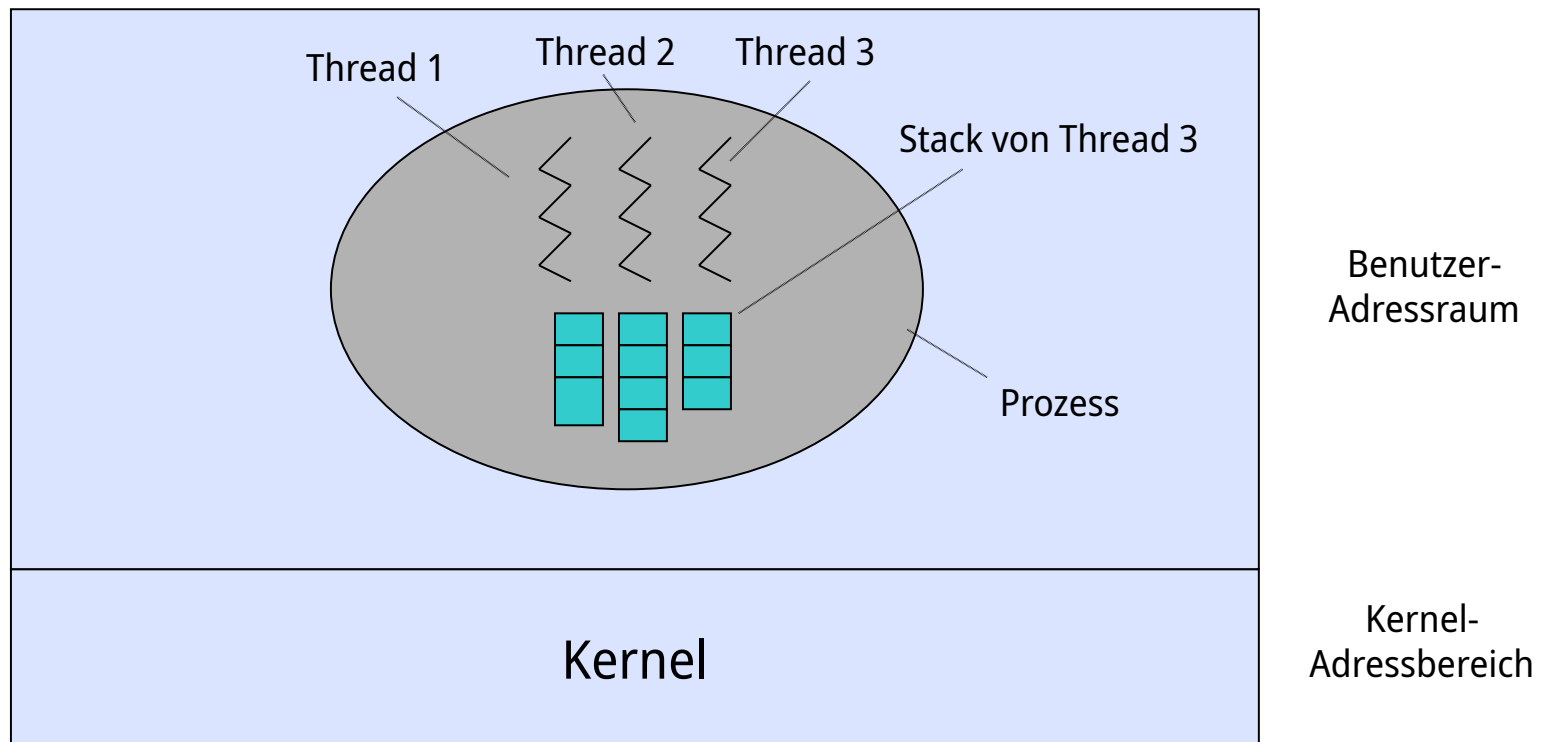 Thread 1
Thread 2
Thread 3
Stack von Thread 3
Benutzer-
Adressraum
Prozess
Kernel
Kernel-
Adressbereich